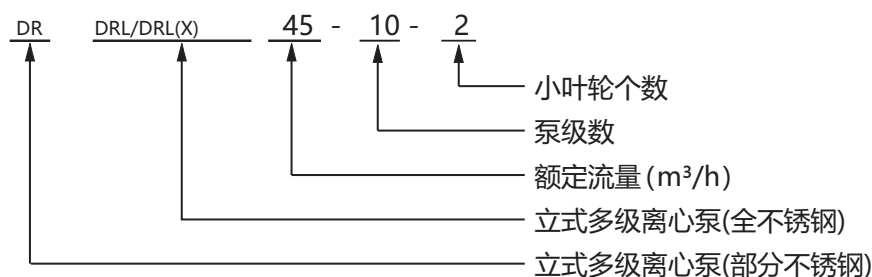 DR DRL/DRL(X) 45 - 10 - 2
小叶轮个数
泵级数
额定流量(m³/h)
立式多级离心泵(全不锈钢)
立式多级离心泵(部分不锈钢)